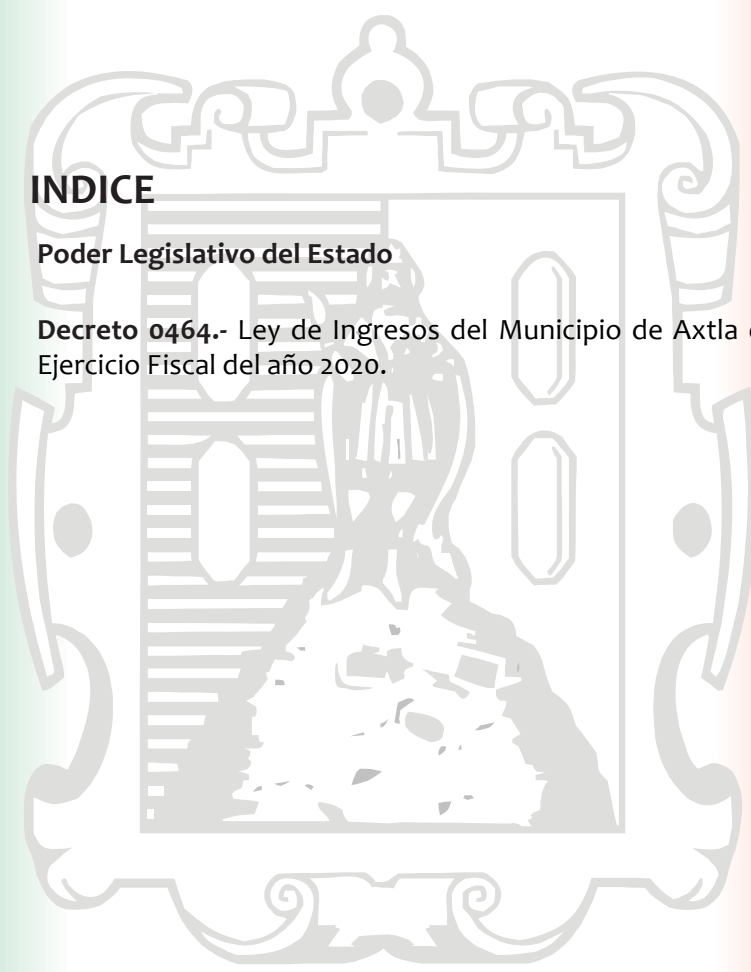 INDICE
Poder Legislativo del Estado
Decreto 0464.- Ley de Ingresos del Municipio de Axtla
Ejercicio Fiscal del año 2020.